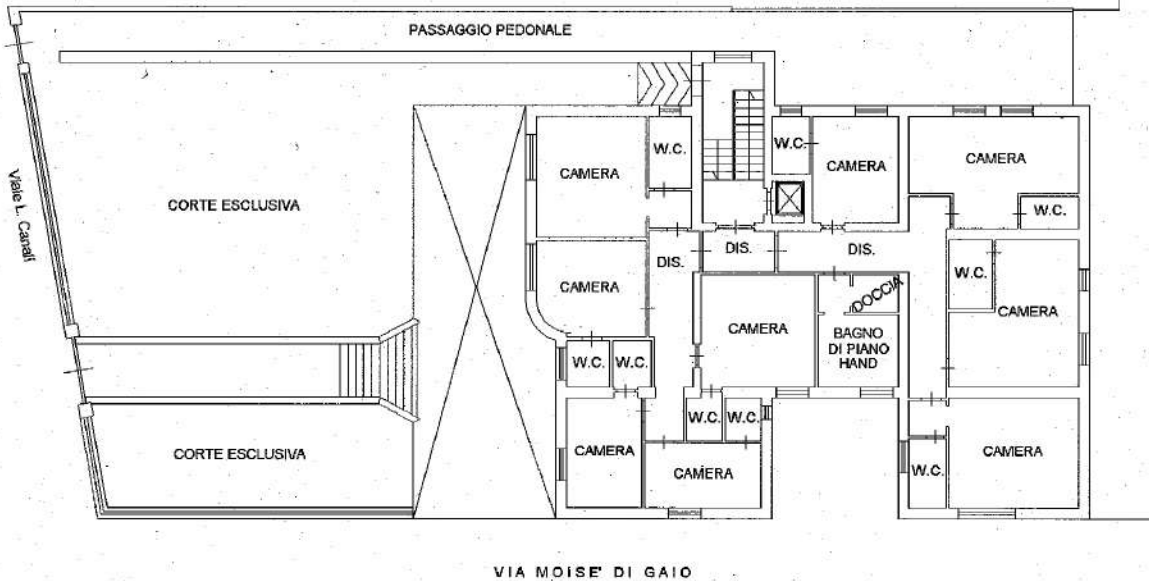 PASSAGGIO PEDONALE
Viale L. Canali
CORTE ESCLUSIVA
CAMERA
W.C.
W.C.
CAMERA
CAMERA
W.C.
DIS.
DIS.
DIS.
W.C.
CAMERA
CAMERA
DOCCIA
CAMERA
BAGNO
DI PIANO
HAND
W.C.
W.C.
W.C.
W.C.
CORTE ESCLUSIVA
CAMERA
CAMERA
W.C.
CAMERA
VIA MOISE' DI GAIO